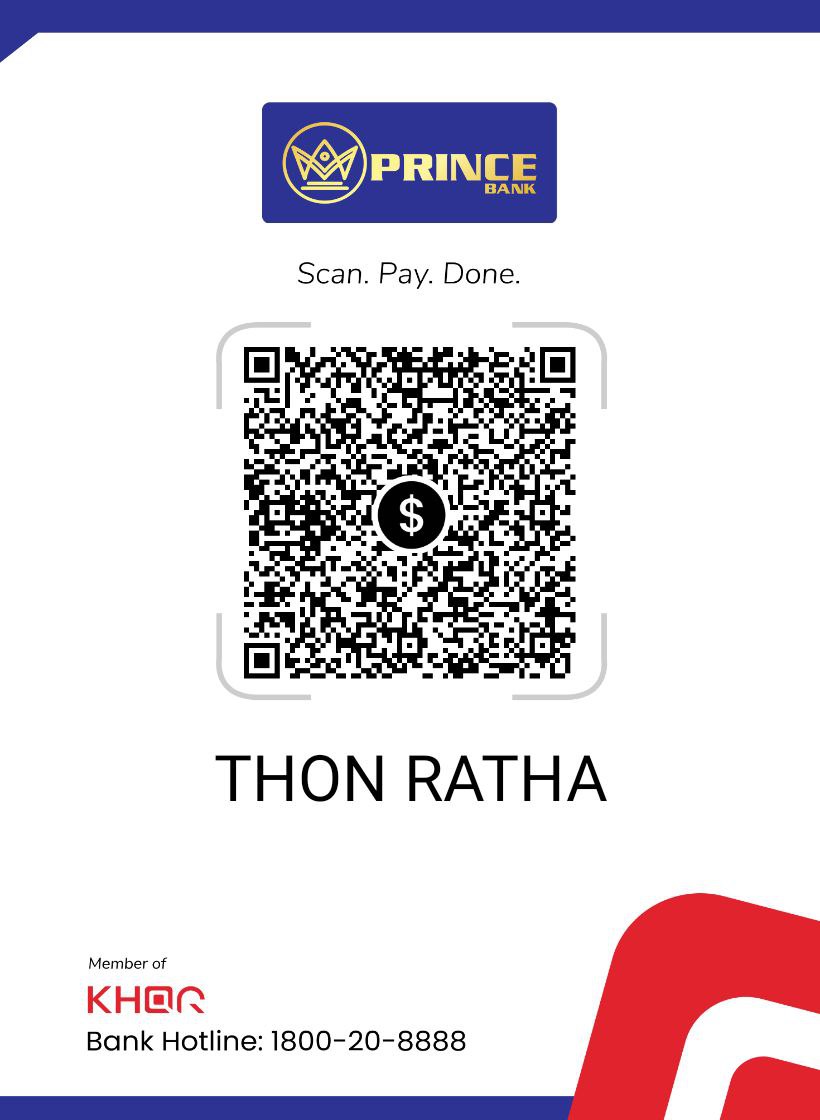 PRINCE
BANK
Scan. Pay. Done.
$
THON RATHA
Member of
KHQR
Bank Hotline: 1800-20-8888